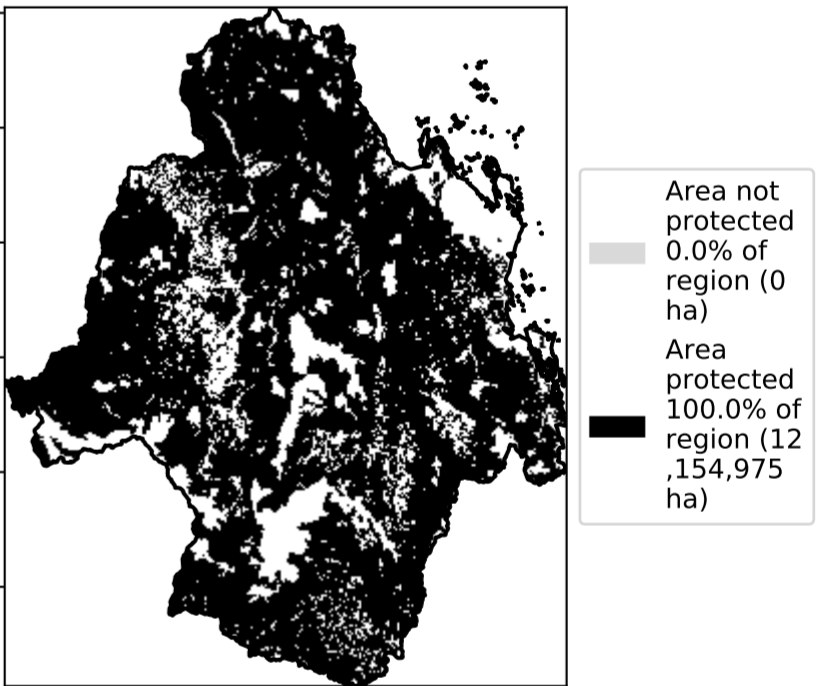 Area not
protected
0.0% of
region (0
ha)
Area
protected
100.0% of
region (12
,154,975
ha)